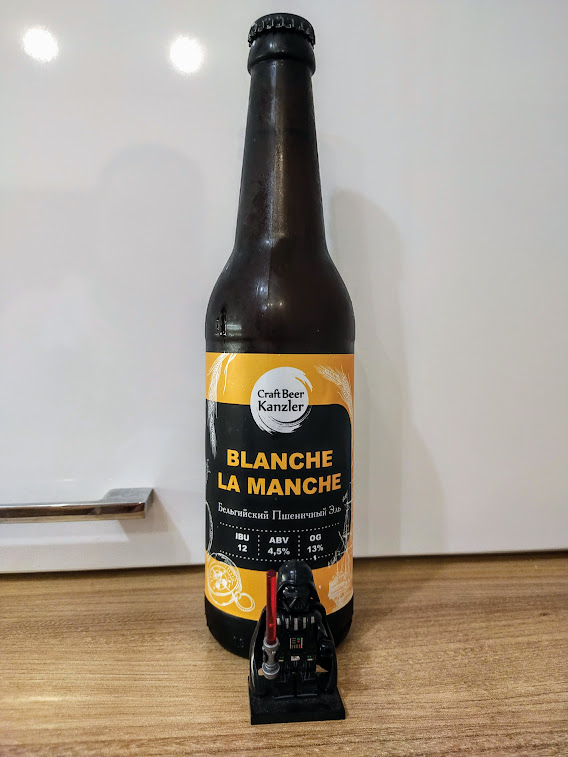 Craft Beer
Kanzler
BLANCHE
LA MANCHE
Бельгийский Пшеничный Эль
IBU ABV OG
12 4,5% 13%